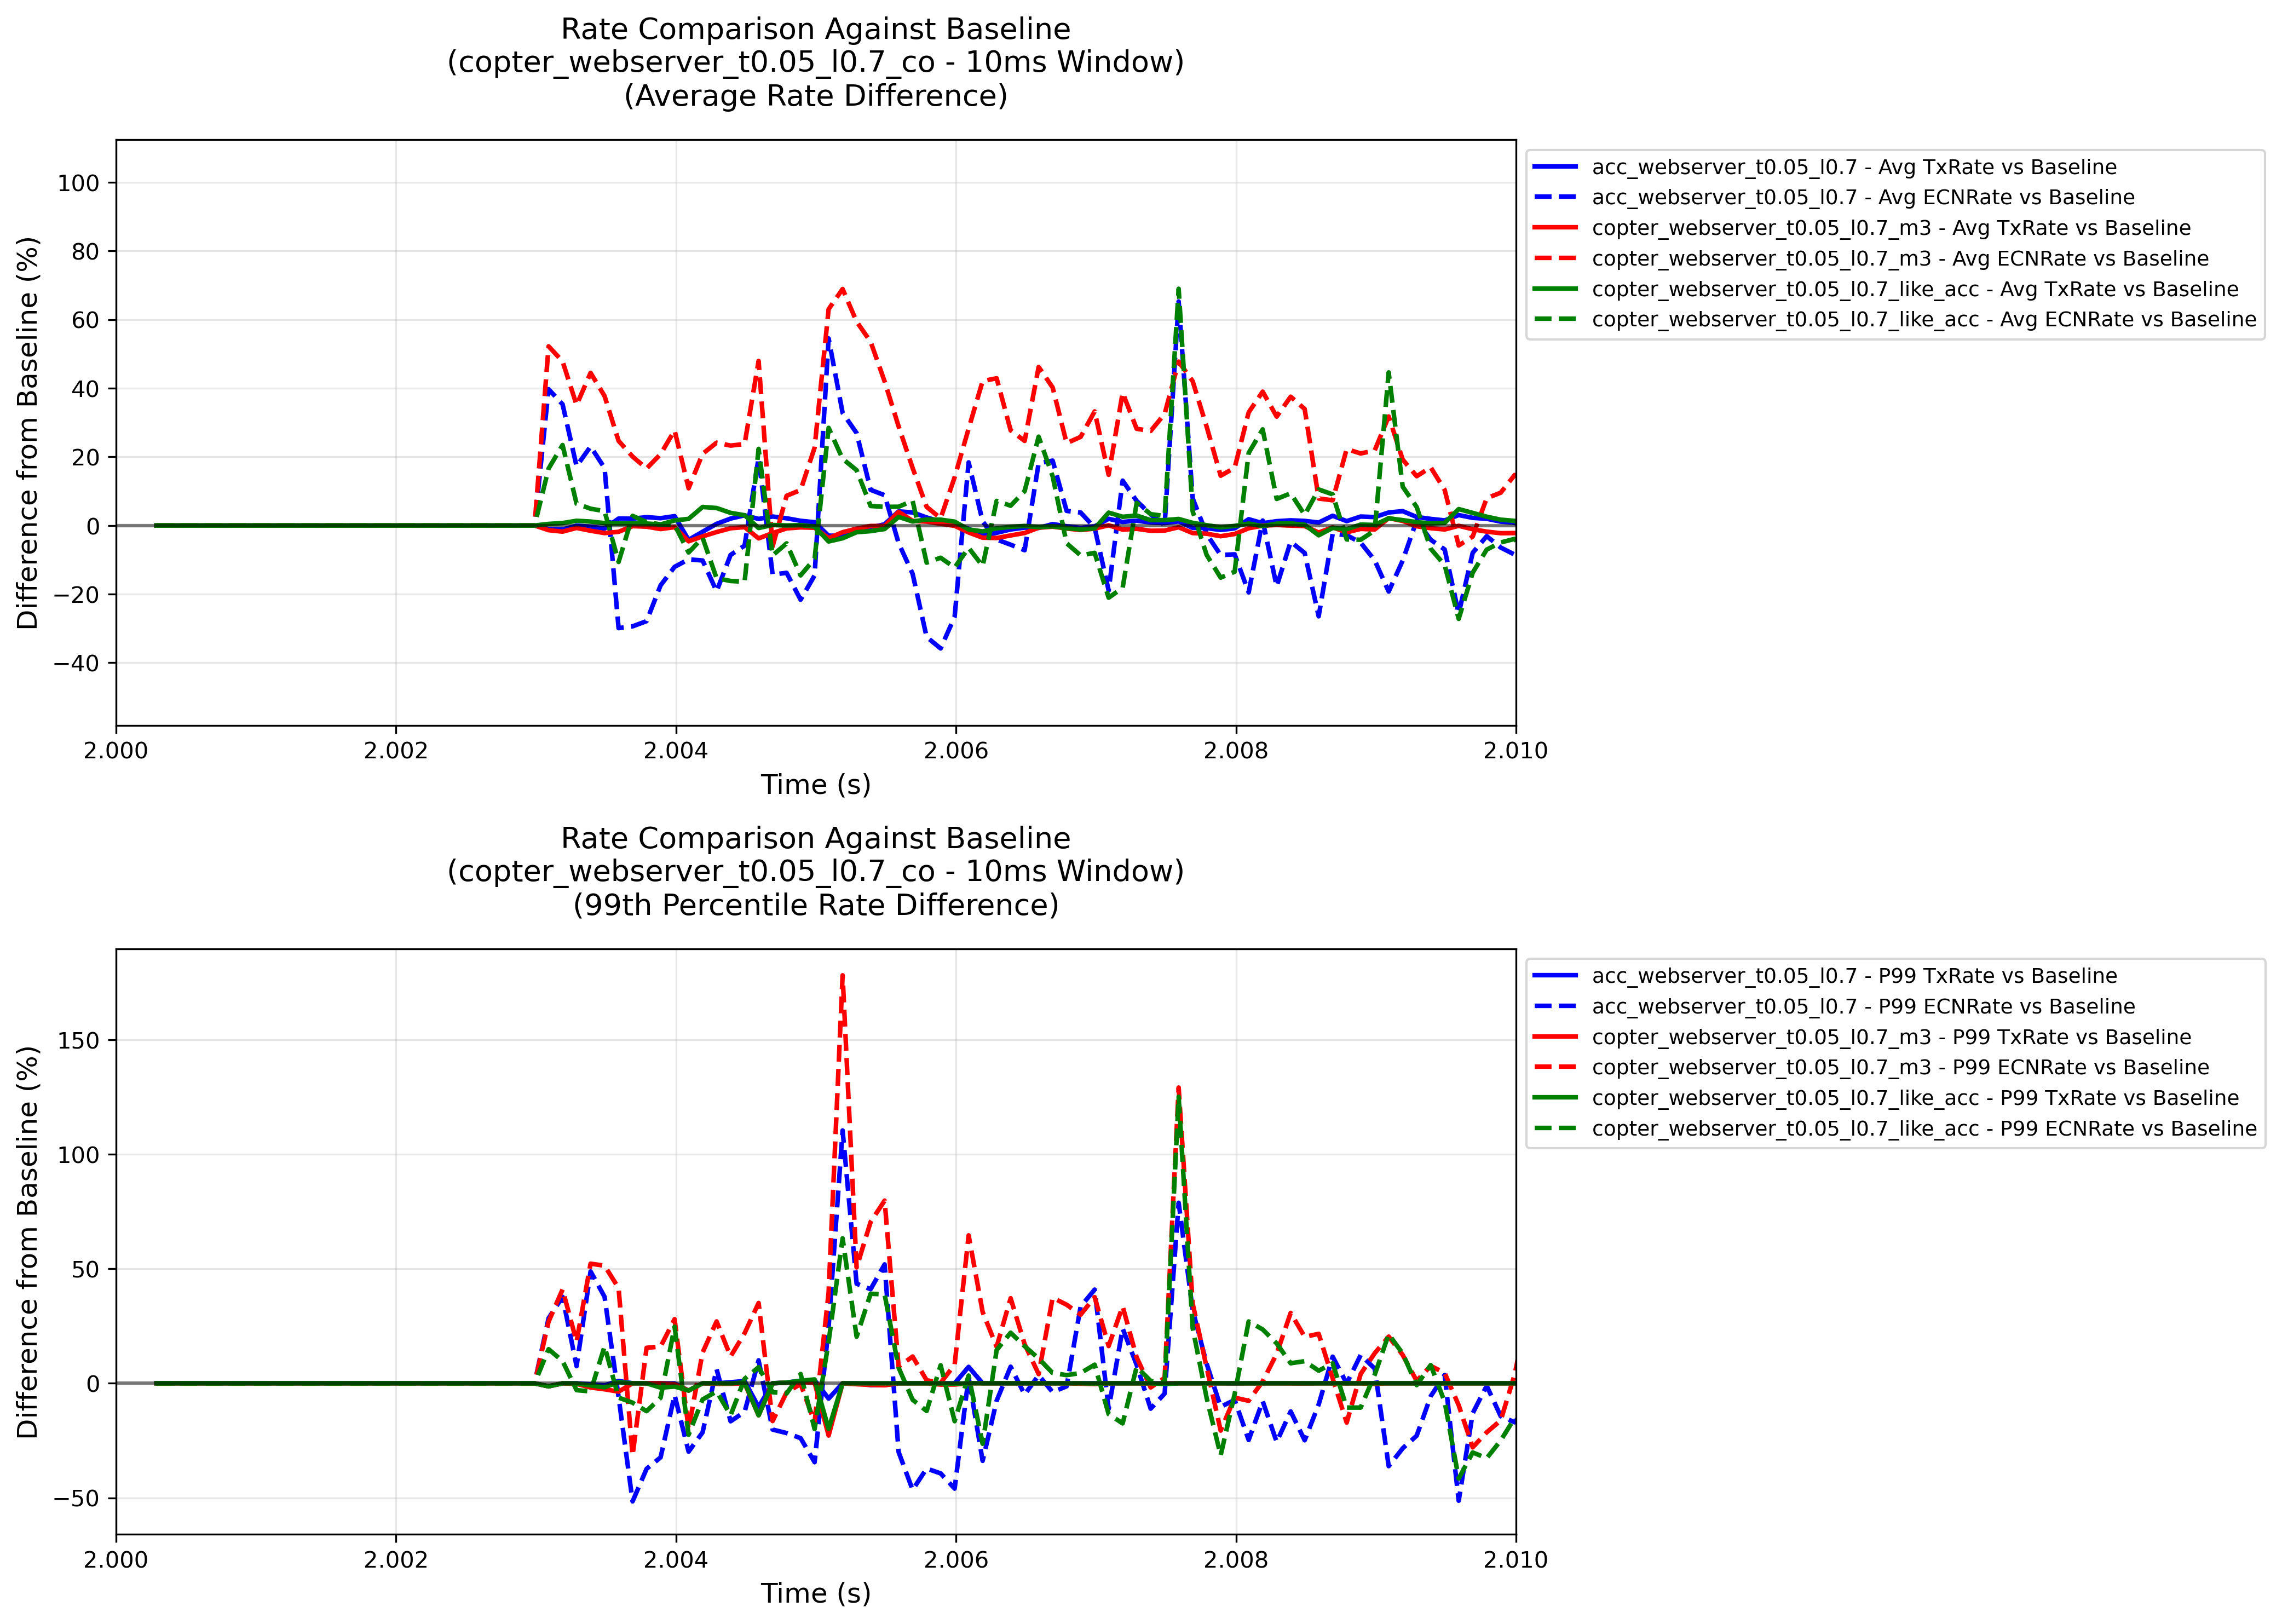 Rate Comparison Against Baseline
(copter_webserver_t0.05_l0.7_co - 10ms Window)
(Average Rate Difference)
Difference from Baseline (%)
100
80
60
40
20
0
−20
−40
2.000
2.002
2.004
2.006
2.008
2.010
Time (s)
acc_webserver_t0.05_l0.7 - Avg TxRate vs Baseline
acc_webserver_t0.05_l0.7 - Avg ECNRate vs Baseline
copter_webserver_t0.05_l0.7_m3 - Avg TxRate vs Baseline
copter_webserver_t0.05_l0.7_m3 - Avg ECNRate vs Baseline
copter_webserver_t0.05_l0.7_like_acc - Avg TxRate vs Baseline
copter_webserver_t0.05_l0.7_like_acc - Avg ECNRate vs Baseline
Rate Comparison Against Baseline
(copter_webserver_t0.05_l0.7_co - 10ms Window)
(99th Percentile Rate Difference)
Difference from Baseline (%)
150
100
50
0
−50
2.000
2.002
2.004
2.006
2.008
2.010
Time (s)
acc_webserver_t0.05_l0.7 - P99 TxRate vs Baseline
acc_webserver_t0.05_l0.7 - P99 ECNRate vs Baseline
copter_webserver_t0.05_l0.7_m3 - P99 TxRate vs Baseline
copter_webserver_t0.05_l0.7_m3 - P99 ECNRate vs Baseline
copter_webserver_t0.05_l0.7_like_acc - P99 TxRate vs Baseline
copter_webserver_t0.05_l0.7_like_acc - P99 ECNRate vs Baseline